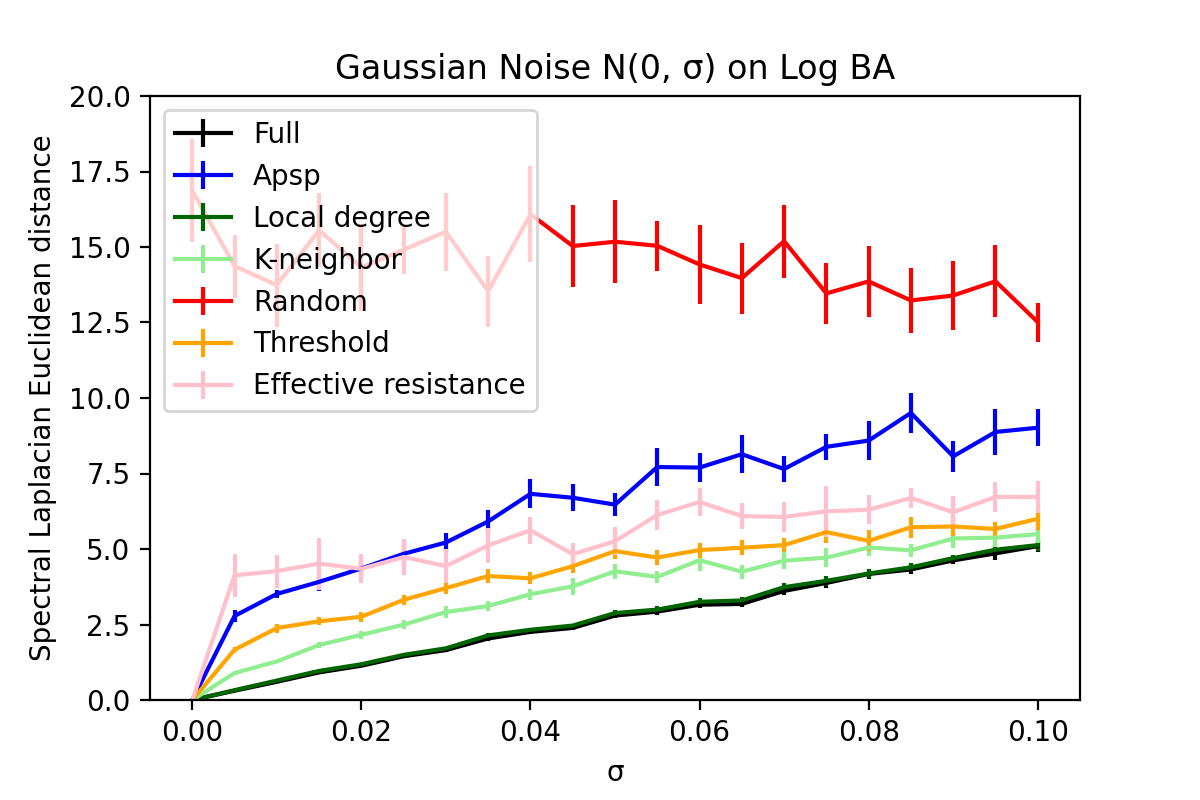 Gaussian Noise N(0, σ) on Log BA
Spectral Laplacian Euclidean distance
20.0
17.5
15.0
12.5
10.0
7.5
5.0
2.5
0.0
Full
Apsp
Local degree
K-neighbor
Random
Threshold
Effective resistance
0.00 0.02 0.04 0.06 0.08 0.10
σ